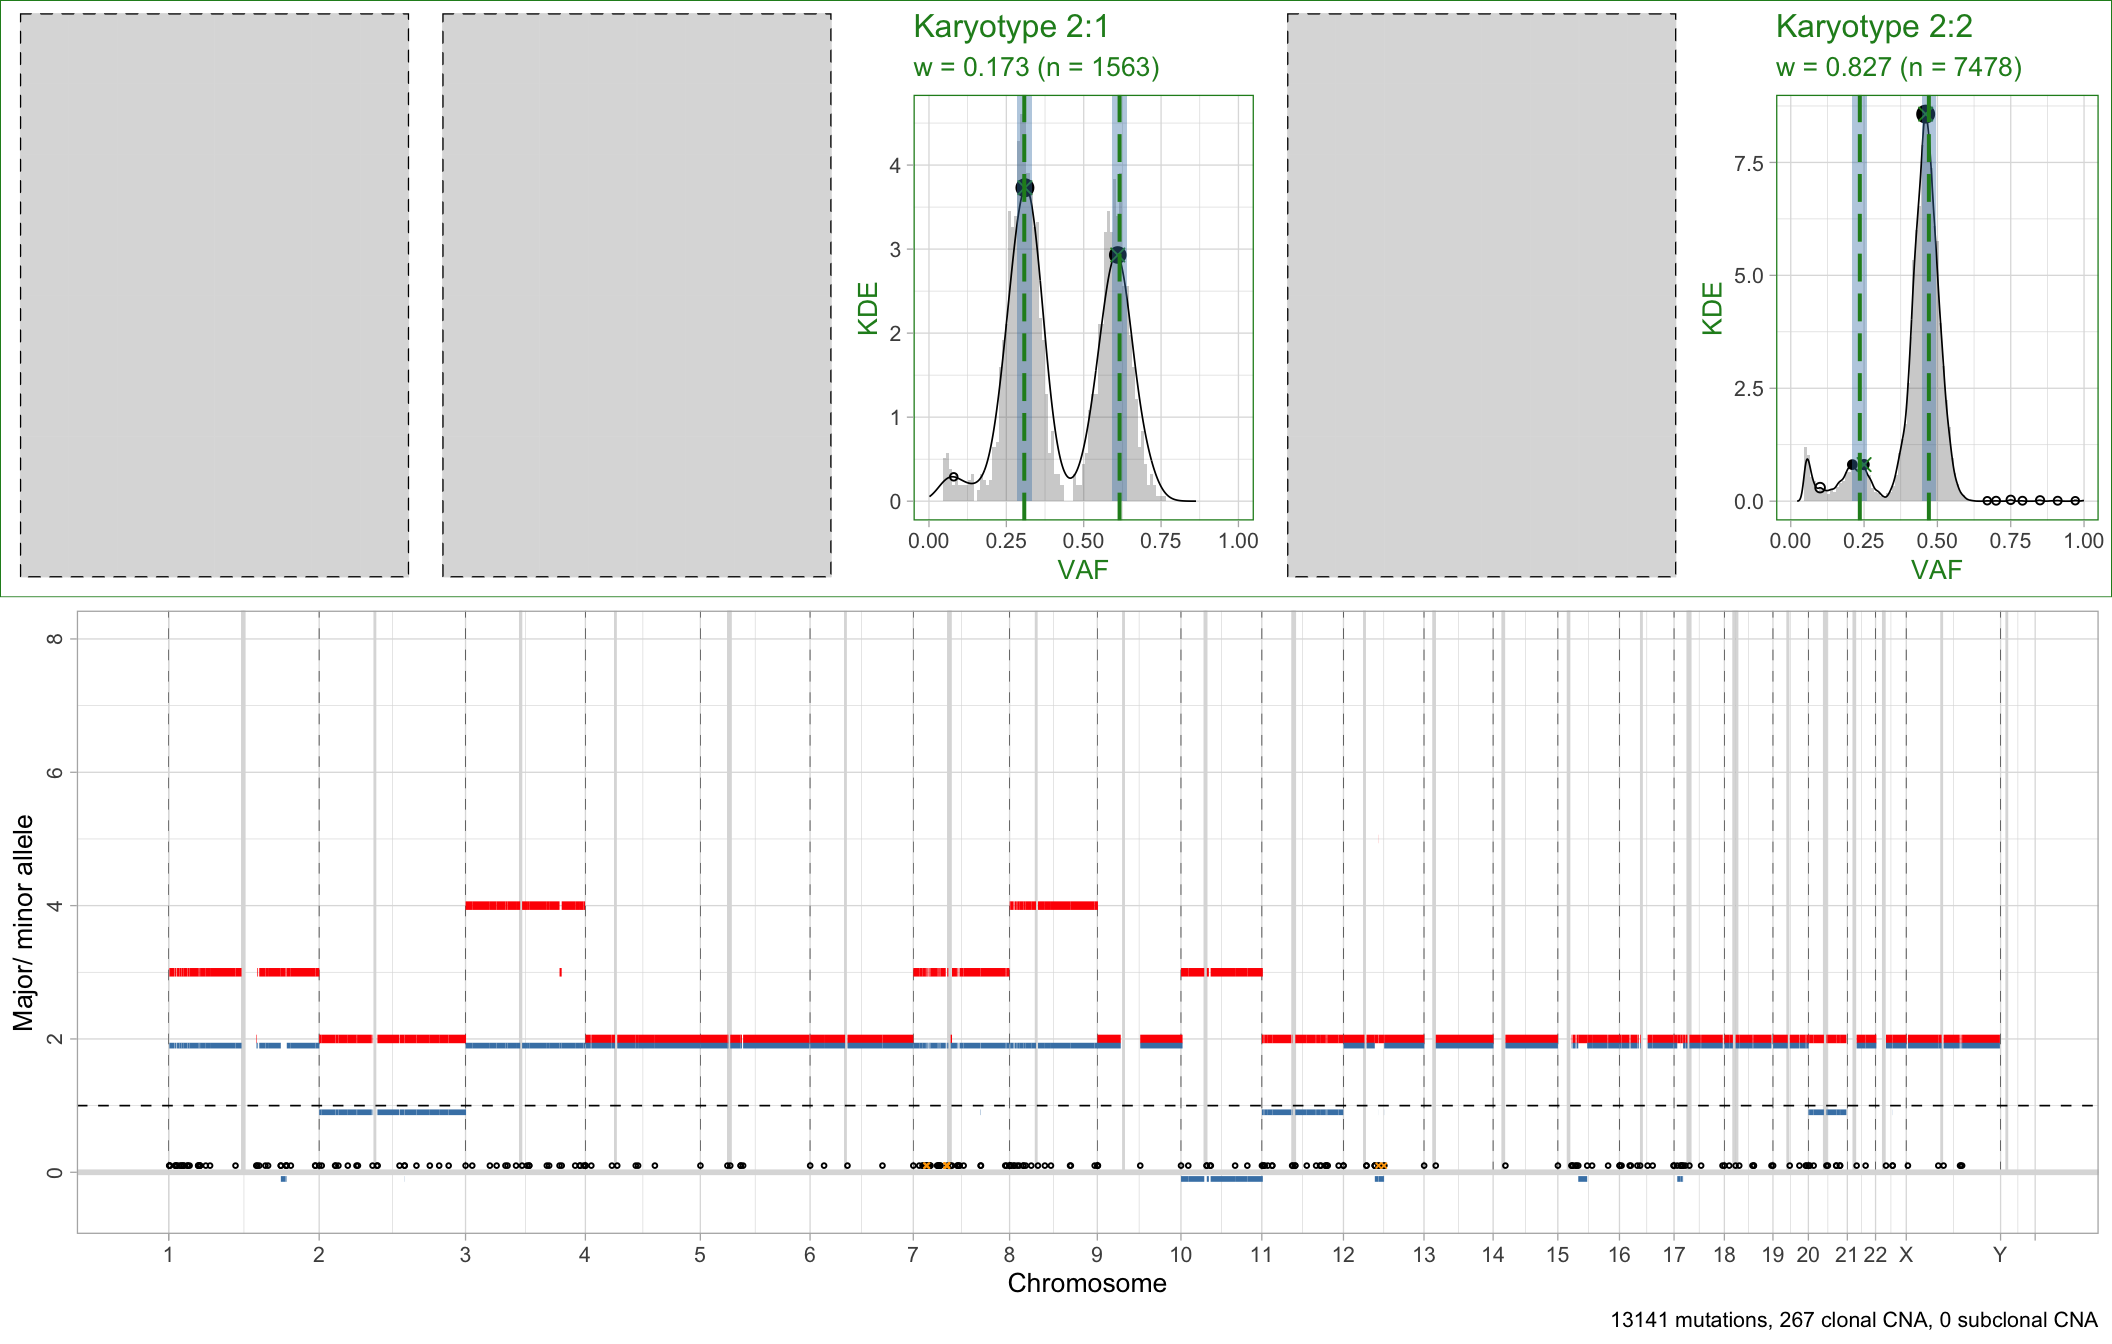 Karyotype 2:1
w = 0.173 (n = 1563)
KDE
4
3
2
1
0
0.00 0.25 0.50 0.75 1.00
VAF
Karyotype 2:2
w = 0.827 (n = 7478)
KDE
7.5
5.0
2.5
0.0
0.00 0.25 0.50 0.75 1.00
VAF
Major/ minor allele
8
6
4
2
0
1 2 3 4 5 6 7 8 9 10 11 12 13 14 15 16 17 18 19 20 21 22 X Y
Chromosome
13141 mutations, 267 clonal CNA, 0 subclonal CNA